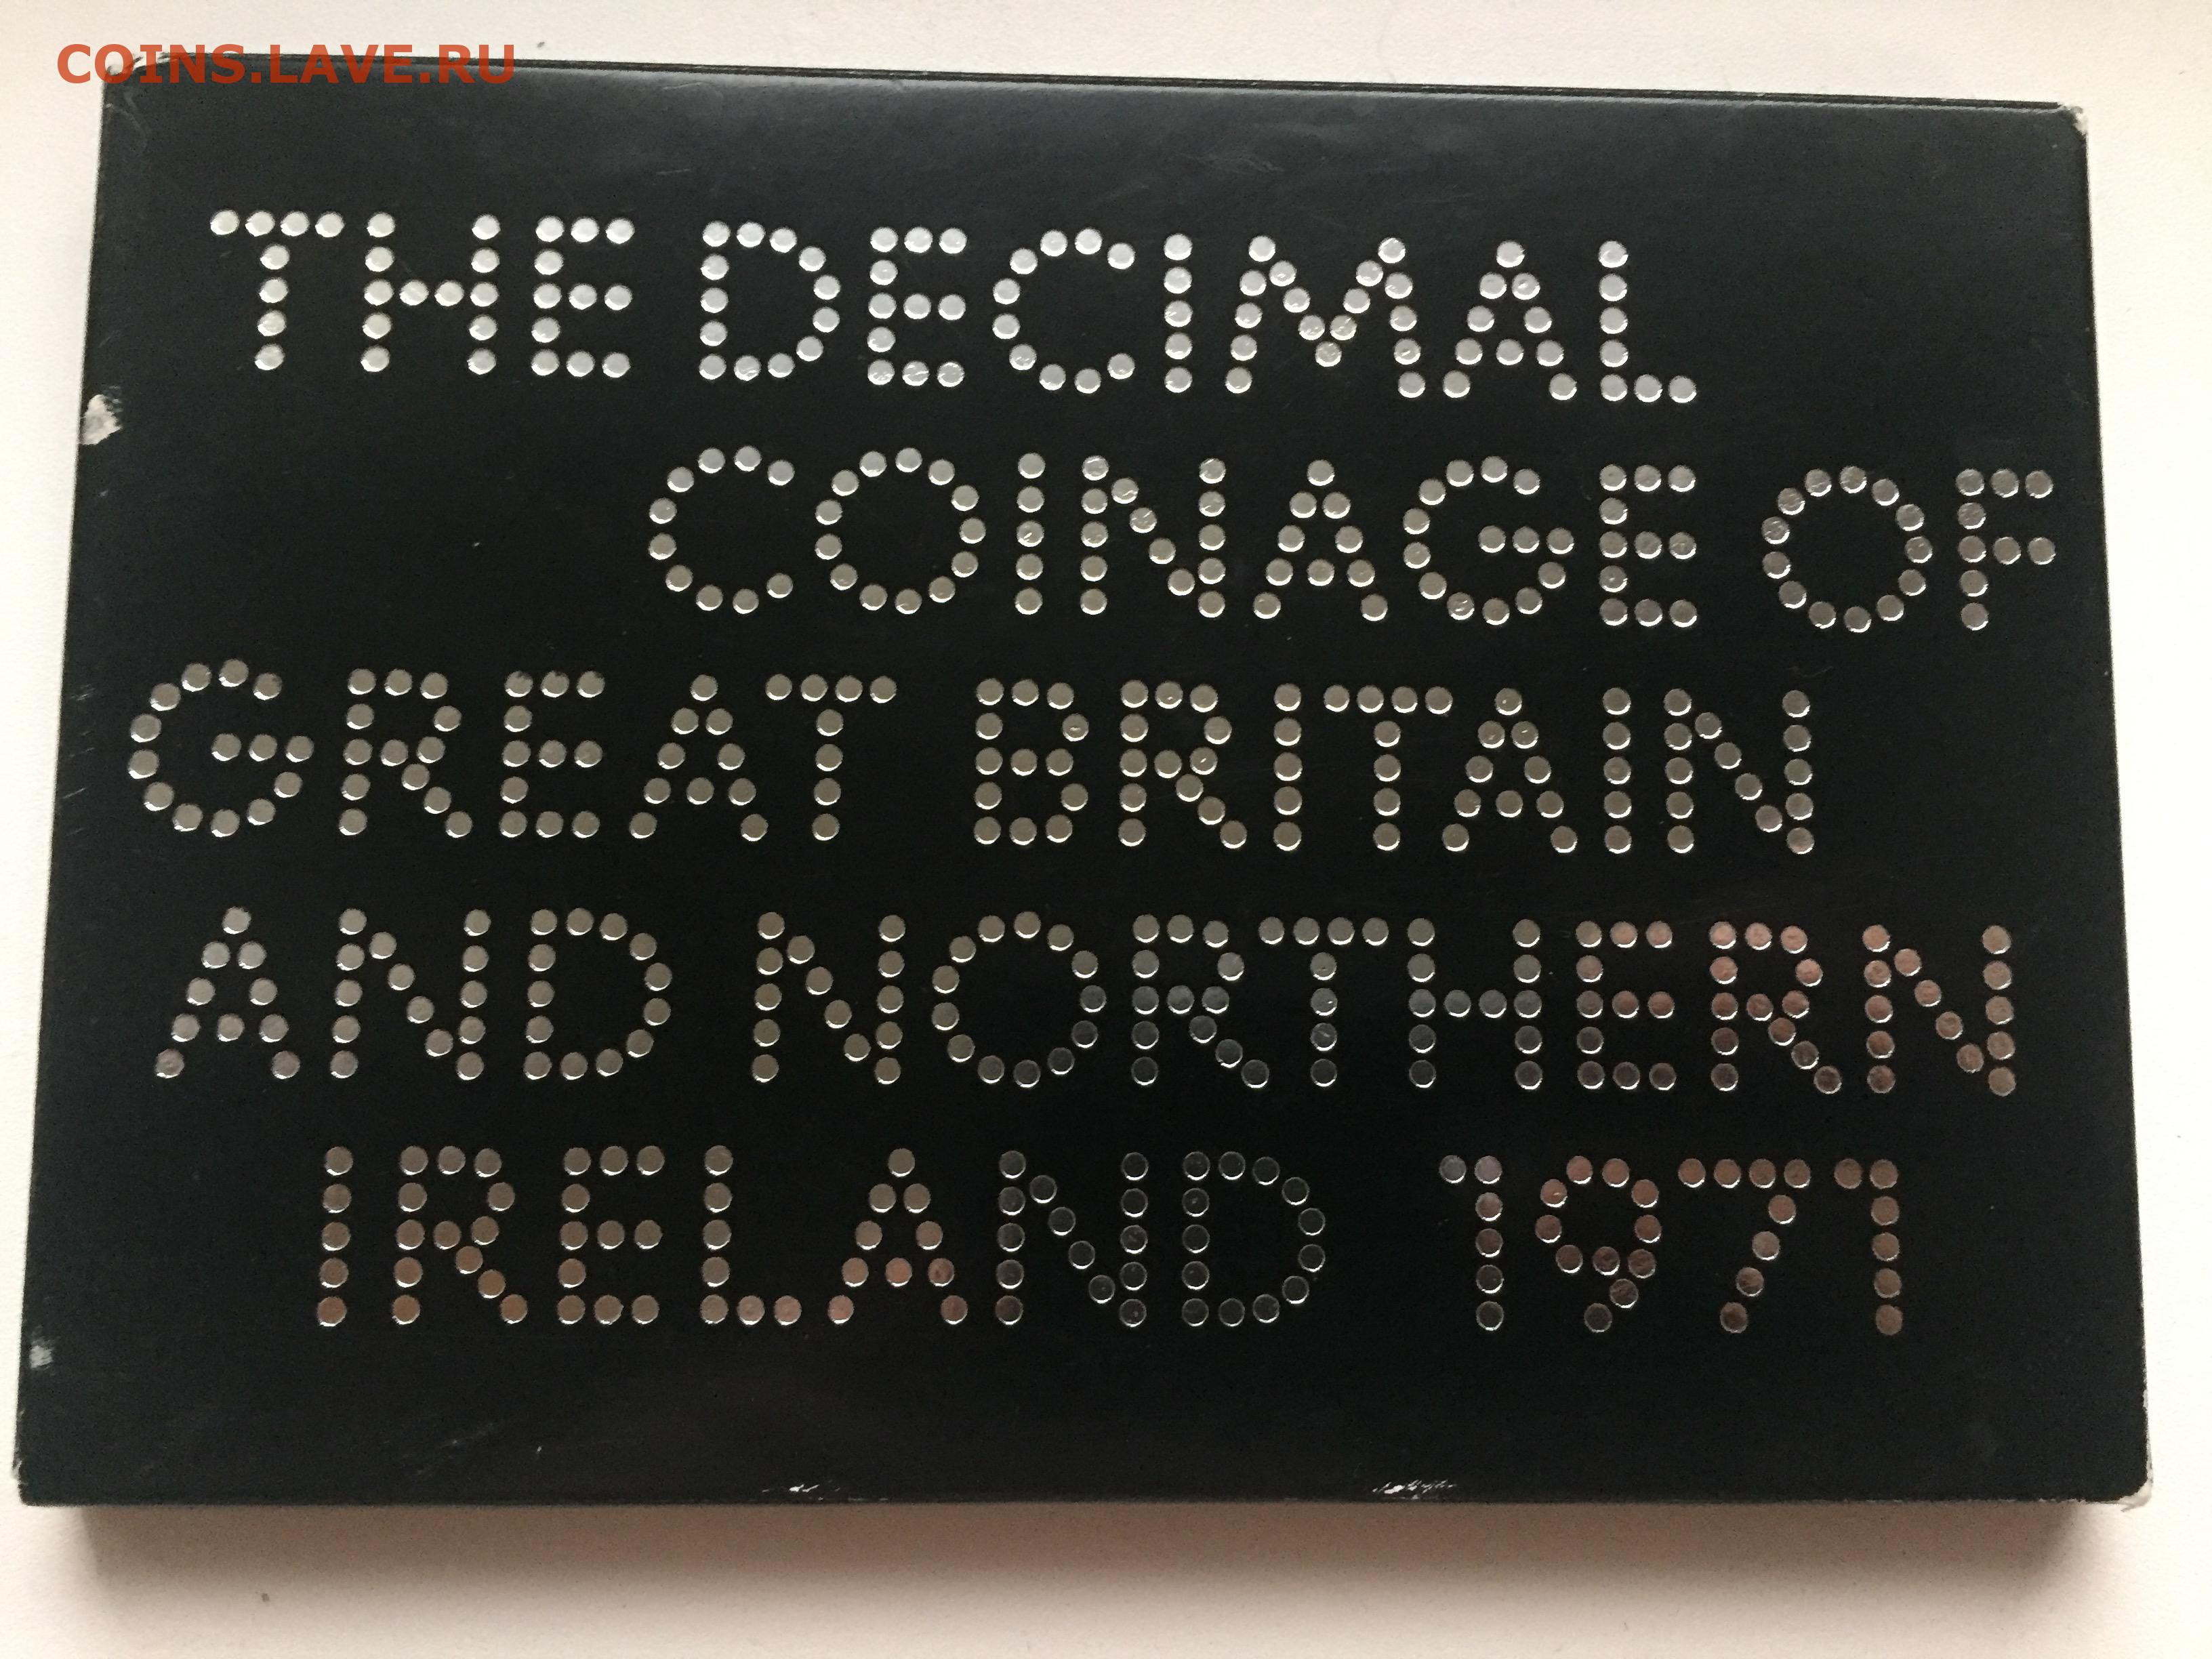 COINS.LAVE.RU
THE DECIMAL
COINAGE OF
GREAT BRITAIN
AND NORTHERN
IRELAND 1971